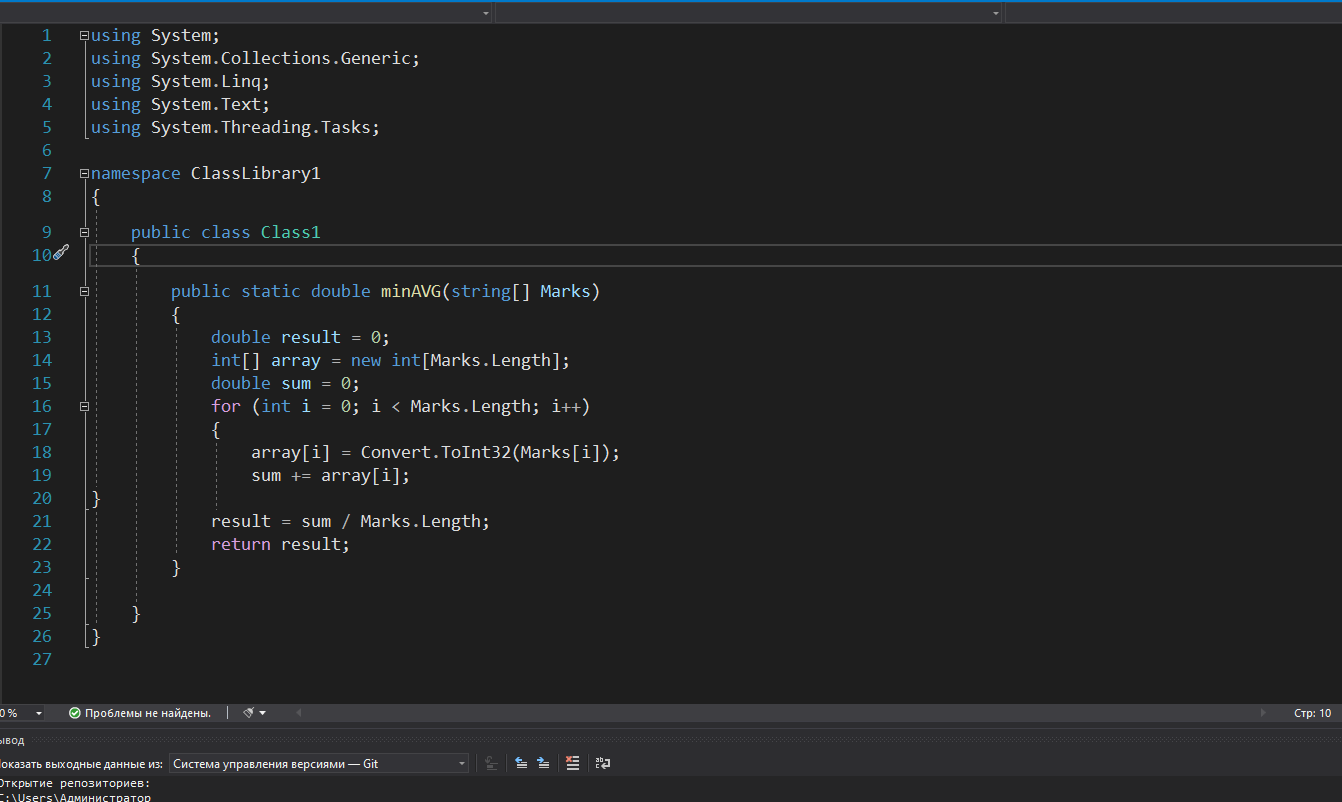 1 using System;
2 using System.Collections.Generic;
3 using System.Linq;
4 using System.Text;
5 using System.Threading.Tasks;
6
7 namespace ClassLibrary1
8 {
9 public class Class1
10 {
11 public static double minAVG(string[] Marks)
12 {
13 double result = 0;
14 int[] array = new int[Marks.Length];
15 double sum = 0;
16 for (int i = 0; i < Marks.Length; i++)
17 {
18 array[i] = Convert.ToInt32(Marks[i]);
19 sum += array[i];
20 }
21 result = sum / Marks.Length;
22 return result;
23 }
24
25 }
26 }
27
0 % Проблемы не найдены. Стр: 10
ывод
оказать выходные данные из: Система управления версиями — Git
Открытие репозиториев:
C:\Users\Администратор